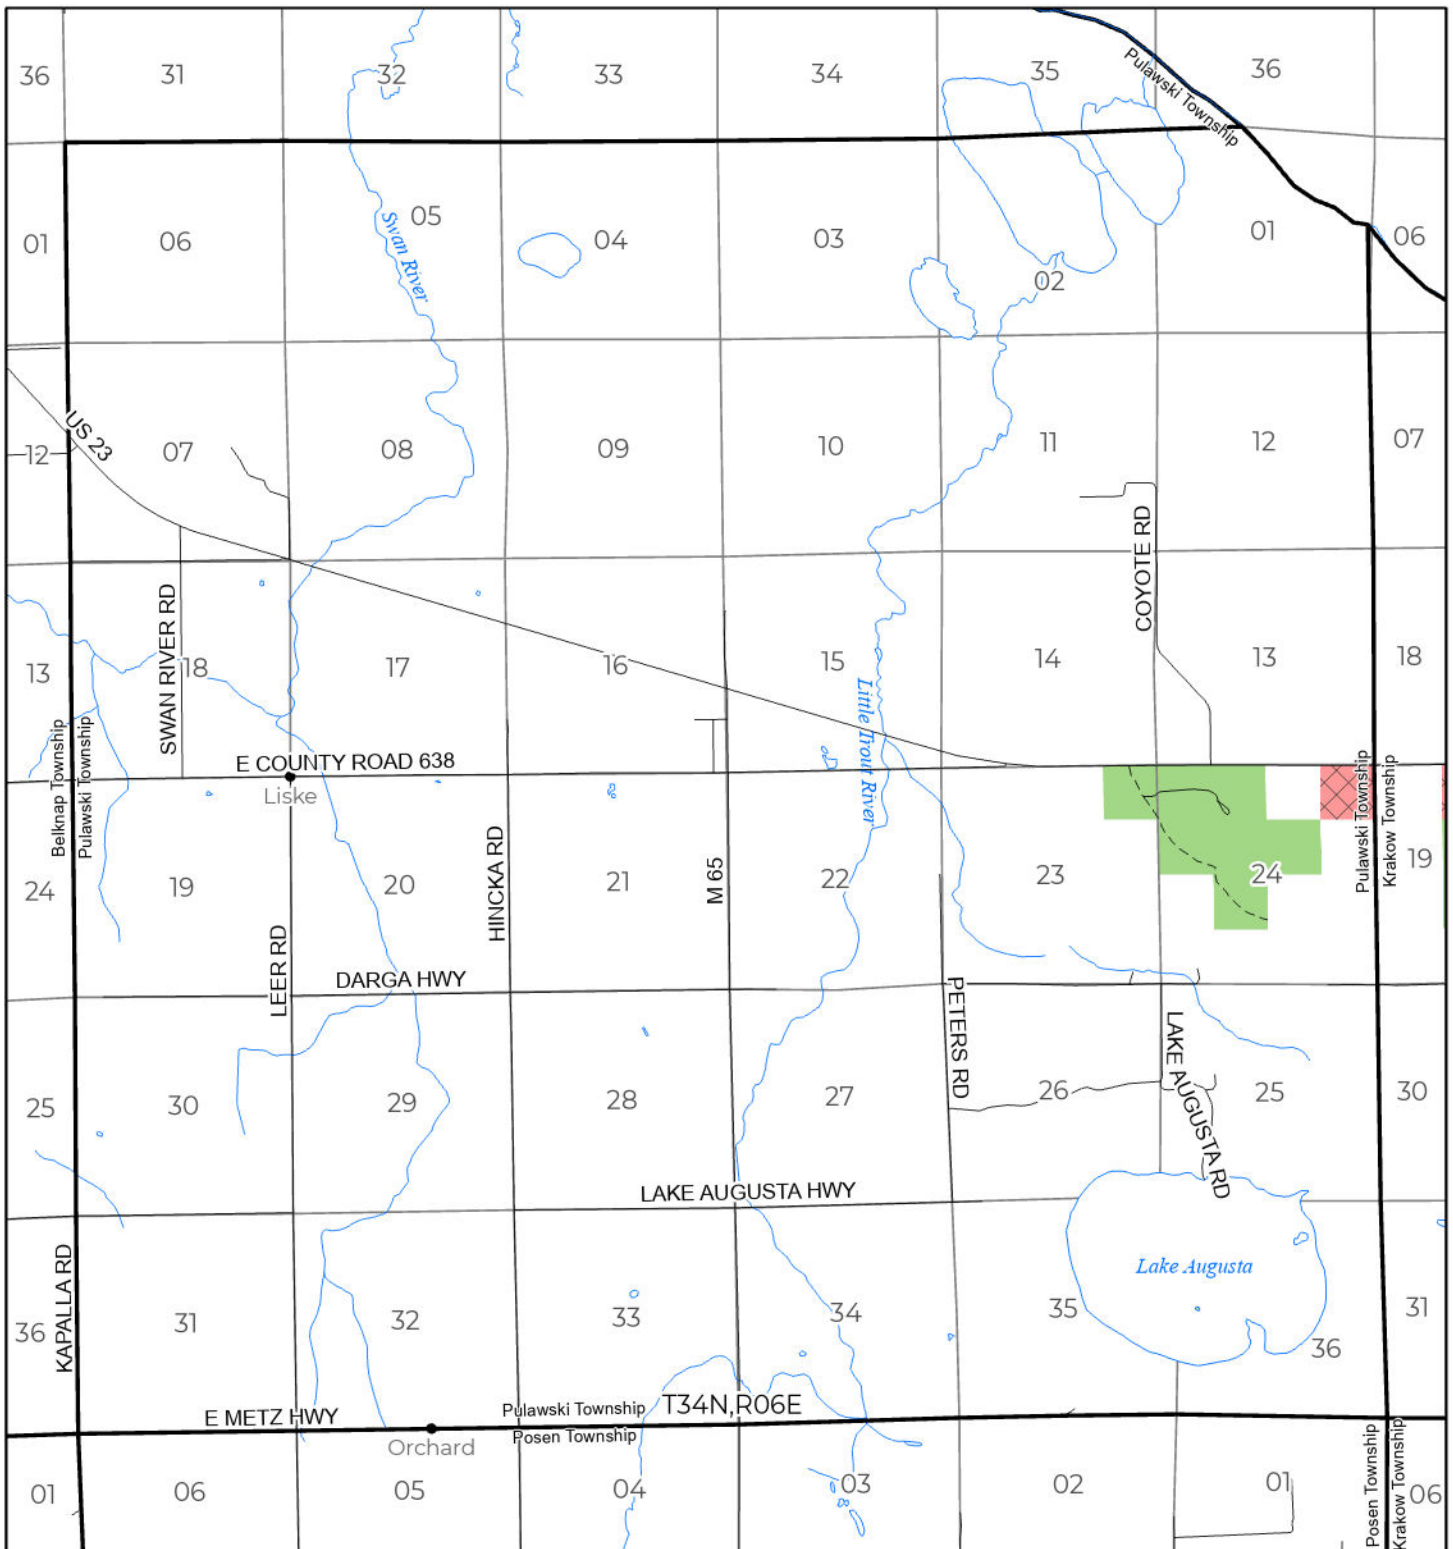 36 31 32 33 34 35 36
Pulawski Township
01 06 05 04 03 02 01 06
Swan River
US 23
12 07 08 09 10 11 12 07
COYOTE RD
SWAN RIVER RD
13 18 17 16 15 14 13 18
Little Trout River
Belknap Township
Pulawski Township
E COUNTY ROAD 638
Liske
Pulawski Township
Krakow Township
24 19 20 21 22 23 24 19
HINCKA RD
M 65
LEER RD
DARGA HWY
PETERS RD
LAKE AUGUSTA RD
25 30 29 28 27 26 25 30
LAKE AUGUSTA HWY
KAPALLA RD
Lake Augusta
36 31 32 33 34 35 36 31
E METZ HWY
Pulawski Township
T34N,R06E
Posen Township
Orchard
Posen Township
Krakow Township
01 06 05 04 03 02 01 06